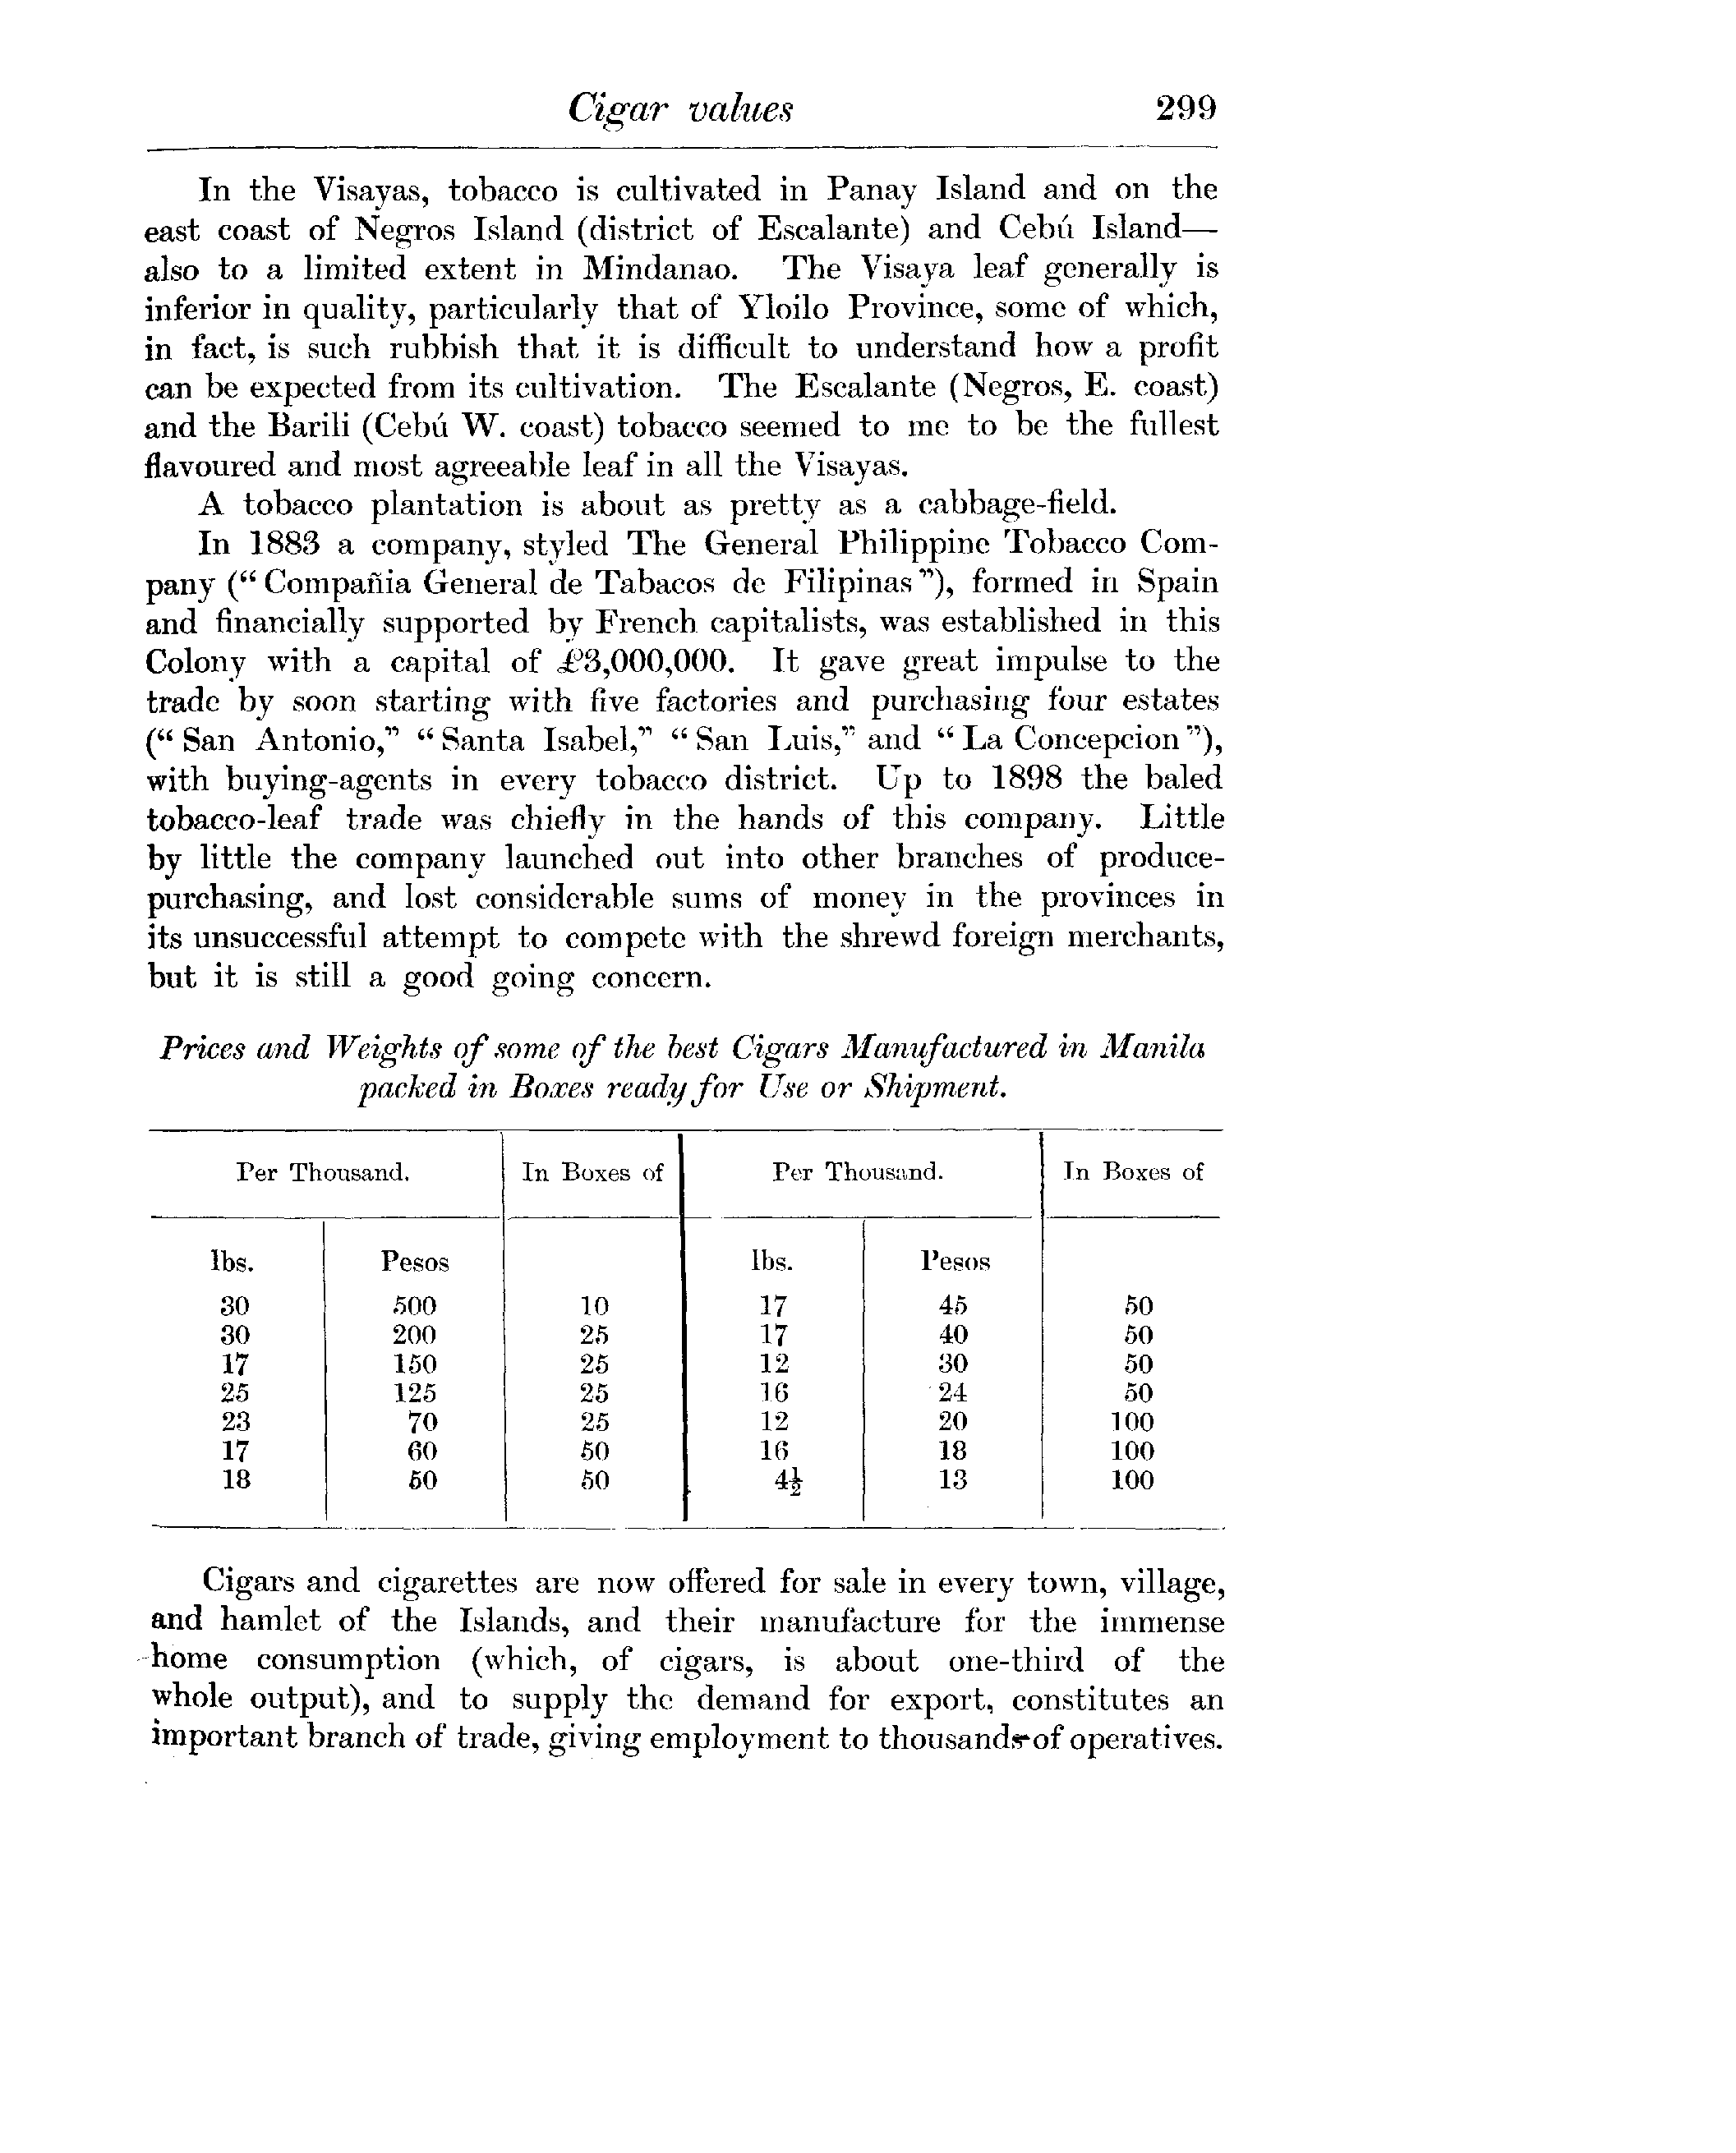 Cigar values 299
In the Visayas, tobacco is cultivated in Panay Island and on the
east coast of Negros Island (district of Escalante) and Cebú Island—
also to a limited extent in Mindanao. The Visaya leaf generally is
inferior in quality, particularly that of Yloilo Province, some of which,
in fact, is such rubbish that it is difficult to understand how a profit
can be expected from its cultivation. The Escalante (Negros, E. coast)
and the Barili (Cebú W. coast) tobacco seemed to me to be the fullest
flavoured and most agreeable leaf in all the Visayas.
A tobacco plantation is about as pretty as a cabbage-field.
In 1883 a company, styled The General Philippine Tobacco Com-
pany (“Compañia General de Tabacos de Filipinas”), formed in Spain
and financially supported by French capitalists, was established in this
Colony with a capital of £3,000,000. It gave great impulse to the
trade by soon starting with five factories and purchasing four estates
(“San Antonio,” “Santa Isabel,” “San Luis,” and “La Concepcion”),
with buying-agents in every tobacco district. Up to 1898 the baled
tobacco-leaf trade was chiefly in the hands of this company. Little
by little the company launched out into other branches of produce-
purchasing, and lost considerable sums of money in the provinces in
its unsuccessful attempt to compete with the shrewd foreign merchants,
but it is still a good going concern.
Prices and Weights of some of the best Cigars Manufactured in Manila
packed in Boxes ready for Use or Shipment.
Per Thousand. In Boxes of Per Thousand. In Boxes of
lbs. Pesos lbs. Pesos
30 500 10 17 45 50
30 200 25 17 40 50
17 150 25 12 30 50
25 125 25 16 24 50
23 70 25 12 20 100
17 60 50 16 18 100
18 50 50 4½ 13 100
Cigars and cigarettes are now offered for sale in every town, village,
and hamlet of the Islands, and their manufacture for the immense
home consumption (which, of cigars, is about one-third of the
whole output), and to supply the demand for export, constitutes an
important branch of trade, giving employment to thousands of operatives.